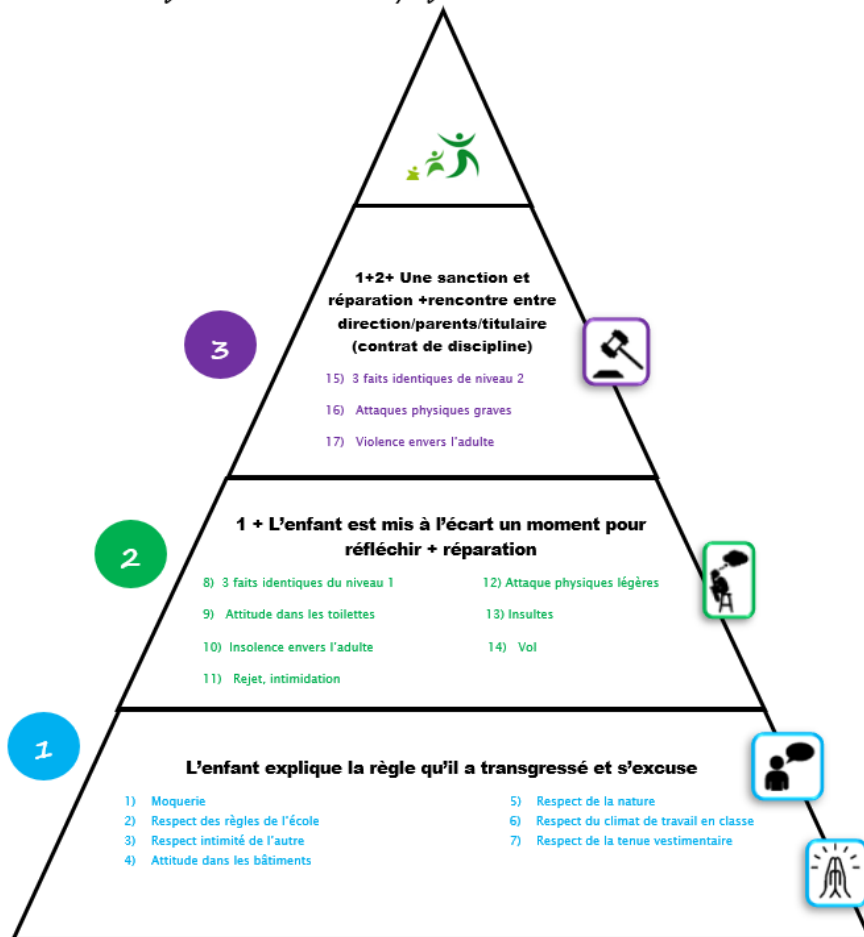 1+2+ Une sanction et
réparation +rencontre entre
direction/parents/titulaire
(contrat de discipline)
3
15) 3 faits identiques de niveau 2
16) Attaques physiques graves
17) Violence envers l'adulte
1 + L'enfant est mis à l'écart un moment pour
réfléchir + réparation
2
8) 3 faits identiques du niveau 1
9) Attitude dans les toilettes
10) Insolence envers l'adulte
11) Rejet, intimidation
12) Attaque physiques légères
13) Insultes
14) Vol
1
L'enfant explique la règle qu'il a transgressé et s'excuse
1) Moquerie
2) Respect des règles de l'école
3) Respect intimité de l'autre
4) Attitude dans les bâtiments
5) Respect de la nature
6) Respect du climat de travail en classe
7) Respect de la tenue vestimentaire